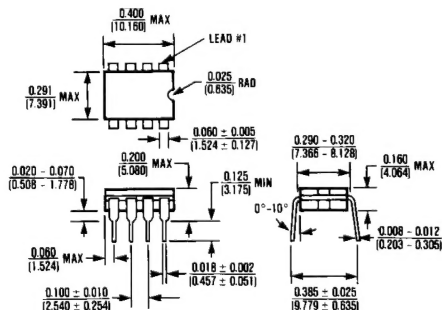 0.400
(10.160) MAX
LEAD #1
0.291
(7.391) MAX
0.025
(0.635) RAD
0.060 ± 0.005
(1.524 ± 0.127)
0.020 - 0.070
(0.508 - 1.778)
0.200
(5.080) MAX
0.125
(3.175) MIN
0.290 - 0.320
(7.366 - 8.128)
0.160
(4.064) MAX
0°-10°
0.008 - 0.012
(0.203 - 0.305)
0.060
(1.524) MAX
0.018 ± 0.002
(0.457 ± 0.051)
0.100 ± 0.010
(2.540 ± 0.254)
0.385 ± 0.025
(9.779 ± 0.635)